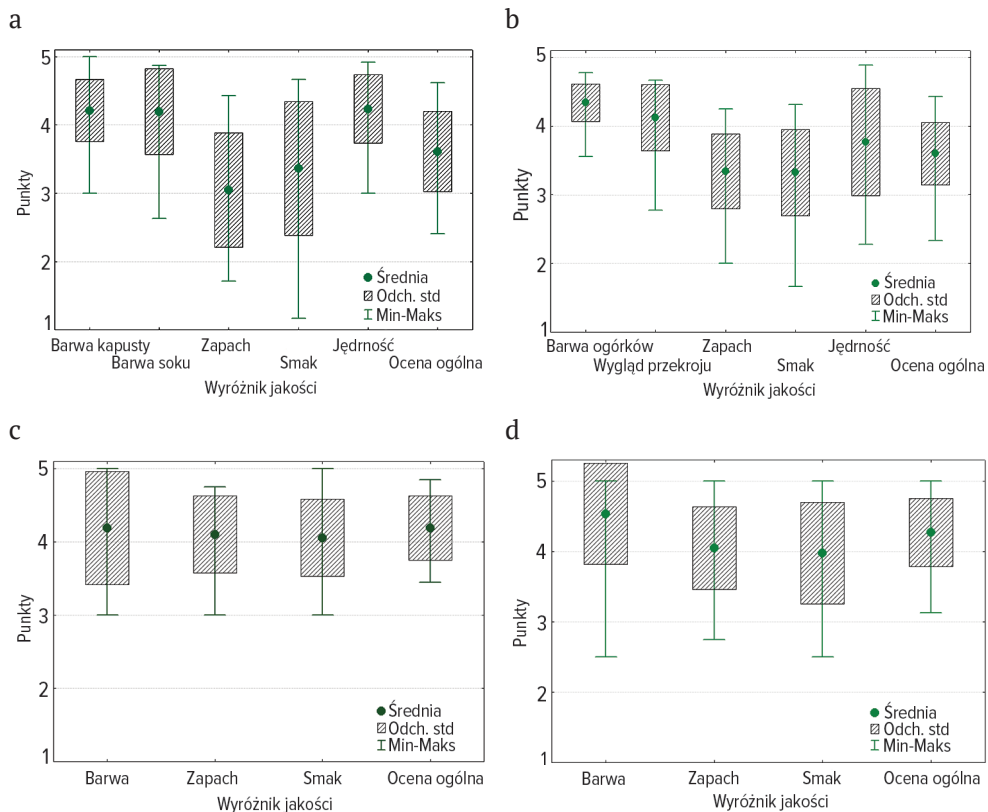 a
5
4
3
2
1
Punkty
Średnia
Odch. std
Min-Maks
Barwa kapusty
Barwa soku
Zapach
Smak
Jędrność
Ocena ogólna
Wyróżnik jakości
b
5
4
3
2
1
Punkty
Średnia
Odch. std
Min-Maks
Barwa ogórków
Wygląd przekroju
Zapach
Smak
Jędrność
Ocena ogólna
Wyróżnik jakości
c
5
4
3
2
1
Punkty
Średnia
Odch. std
Min-Maks
Barwa
Zapach
Smak
Ocena ogólna
Wyróżnik jakości
d
5
4
3
2
1
Punkty
Średnia
Odch. std
Min-Maks
Barwa
Zapach
Smak
Ocena ogólna
Wyróżnik jakości